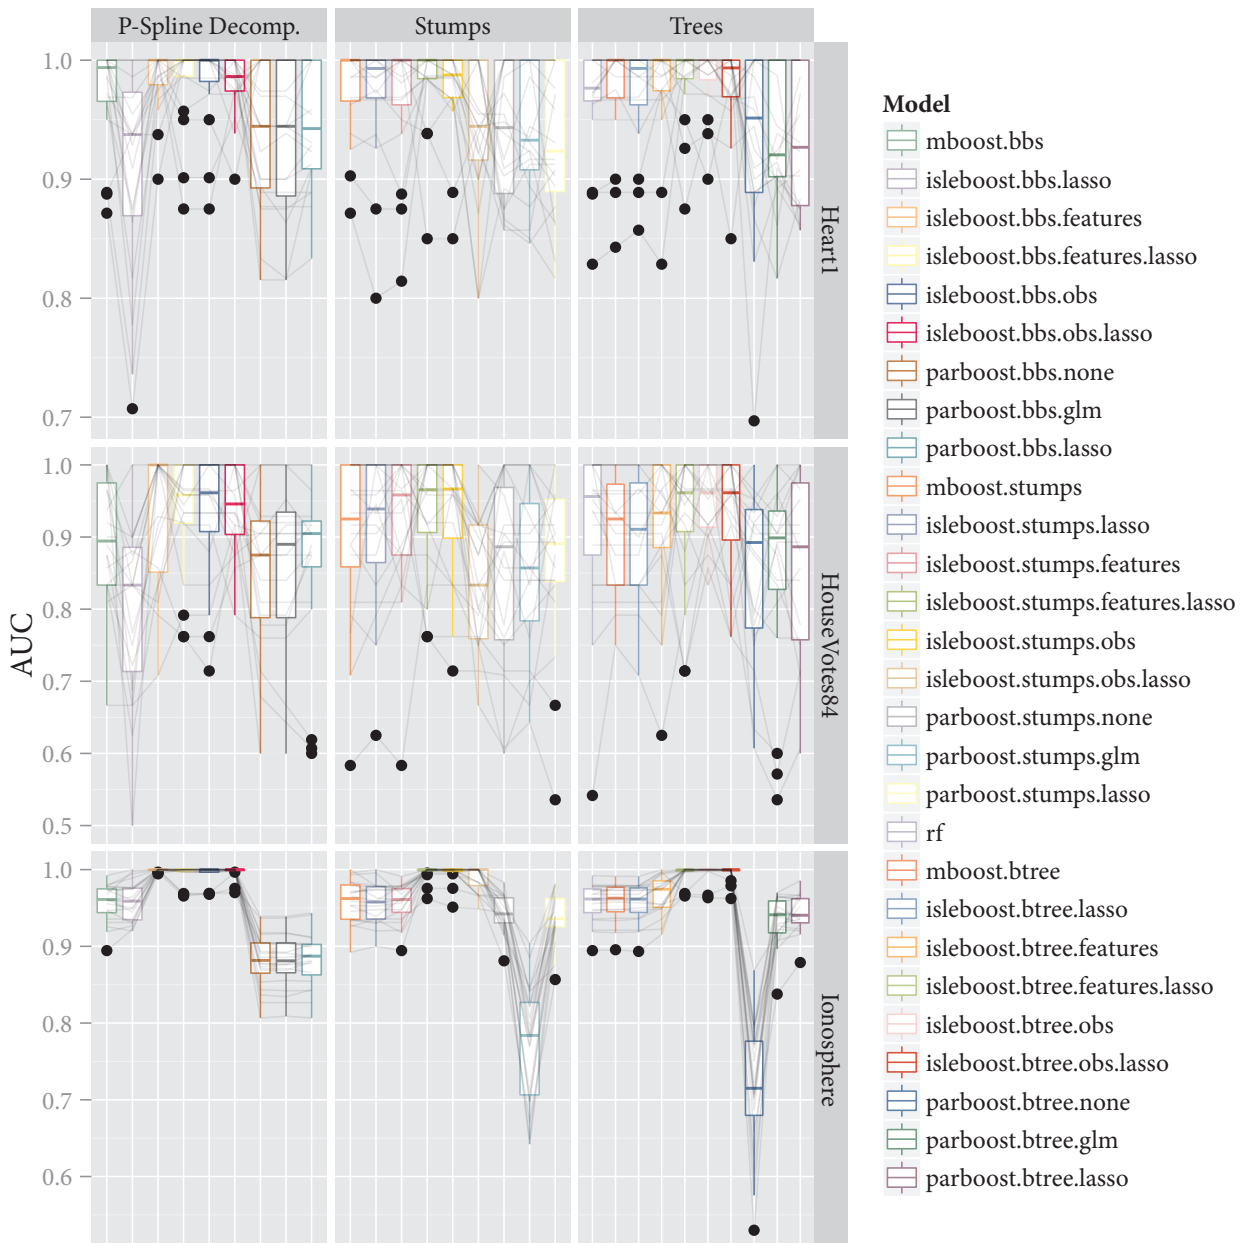 P-Spline Decomp.
Stumps
Trees
AUC
1.0
0.9
0.8
0.7
Heart1
1.0
0.9
0.8
0.7
0.6
0.5
HouseVotes84
1.0
0.9
0.8
0.7
0.6
Ionosphere
Model
mboost.bbs
isleboost.bbs.lasso
isleboost.bbs.features
isleboost.bbs.features.lasso
isleboost.bbs.obs
isleboost.bbs.obs.lasso
parboost.bbs.none
parboost.bbs.glm
parboost.bbs.lasso
mboost.stumps
isleboost.stumps.lasso
isleboost.stumps.features
isleboost.stumps.features.lasso
isleboost.stumps.obs
isleboost.stumps.obs.lasso
parboost.stumps.none
parboost.stumps.glm
parboost.stumps.lasso
rf
mboost.btree
isleboost.btree.lasso
isleboost.btree.features
isleboost.btree.features.lasso
isleboost.btree.obs
isleboost.btree.obs.lasso
parboost.btree.none
parboost.btree.glm
parboost.btree.lasso